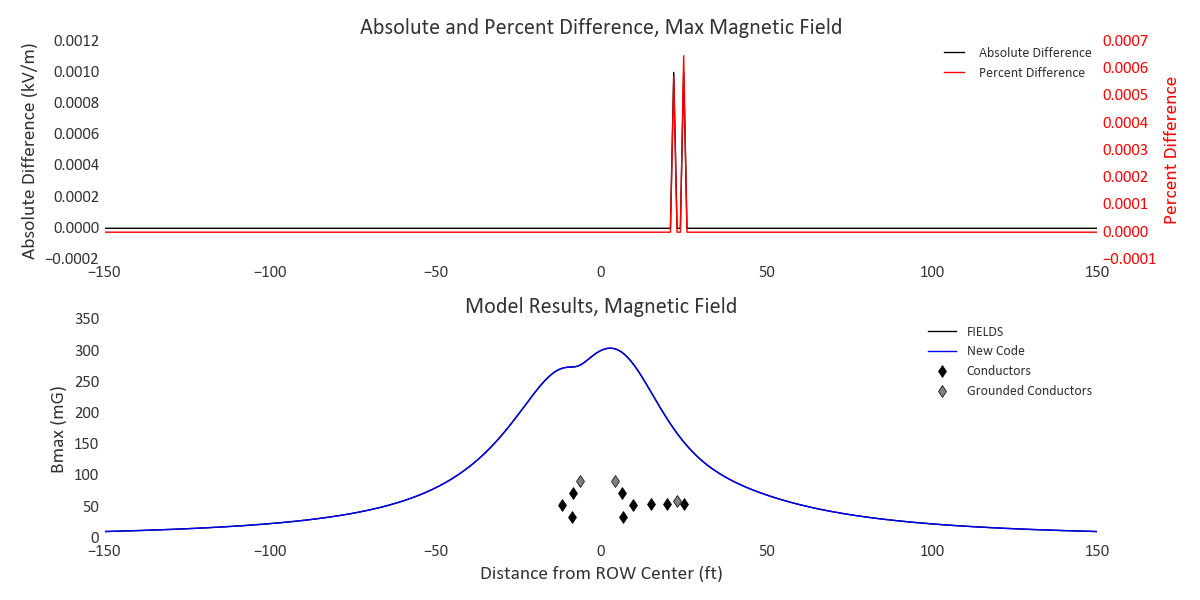 Absolute and Percent Difference, Max Magnetic Field
Absolute Difference (kV/m)
0.0012
0.0010
0.0008
0.0006
0.0004
0.0002
0.0000
−0.0002
Absolute Difference
Percent Difference
0.0007
0.0006
0.0005
0.0004
0.0003
0.0002
0.0001
0.0000
−0.0001
Percent Difference
−150 −100 −50 0 50 100 150
Model Results, Magnetic Field
Bmax (mG)
350
300
250
200
150
100
50
0
FIELDS
New Code
Conductors
Grounded Conductors
−150 −100 −50 0 50 100 150
Distance from ROW Center (ft)